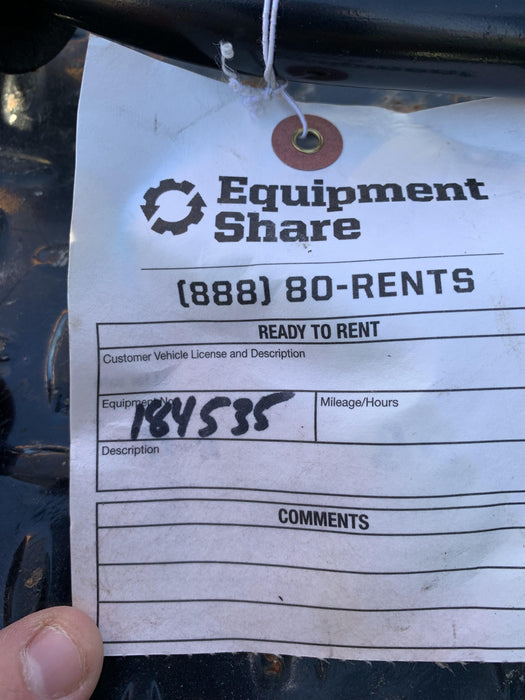 Equipment
Share
(888) 80-RENTS
READY TO RENT
Customer Vehicle License and Description
Equipment No.
184535
Mileage/Hours
Description
COMMENTS